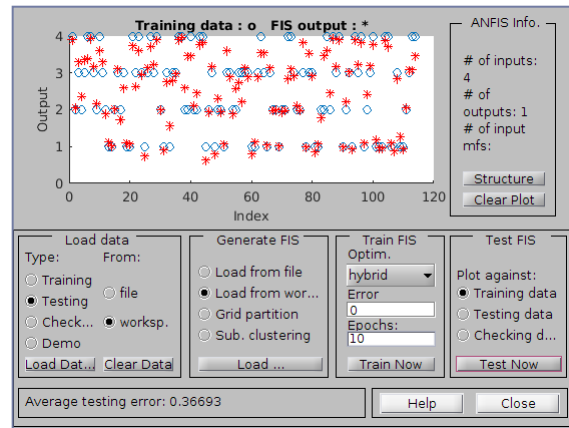 Training data : o   FIS output : *
ANFIS Info.
4
3
2
1
0
Output
0 20 40 60 80 100 120
Index
# of inputs:
4
# of
outputs: 1
# of input
mfs:
Structure
Clear Plot
Load data
Type: From:
Training
Testing
Check...
Demo
file
worksp.
Load Dat... Clear Data
Generate FIS
Load from file
Load from wor...
Grid partition
Sub. clustering
Load ...
Train FIS
Optim.
hybrid
Error
0
Epochs:
10
Train Now
Test FIS
Plot against:
Training data
Testing data
Checking d...
Test Now
Average testing error: 0.36693
Help
Close